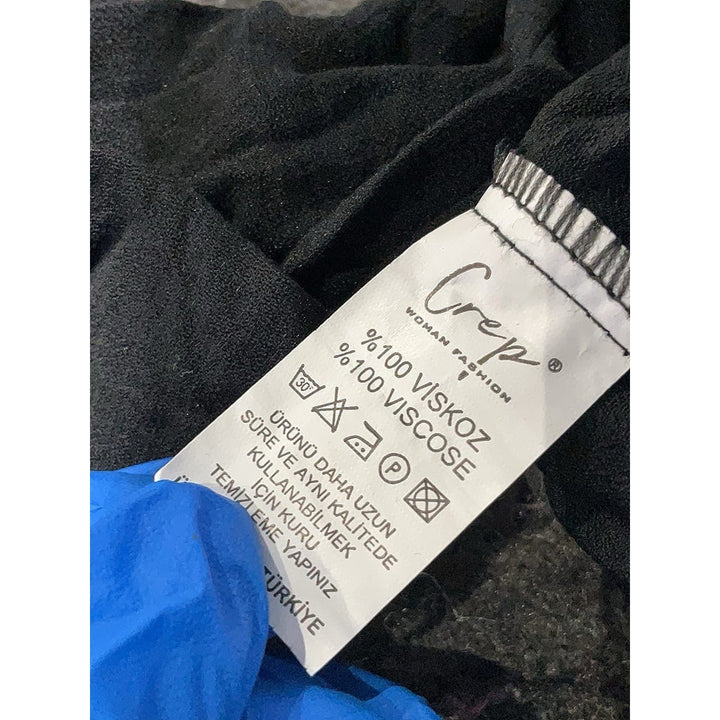 Crep®
WOMAN FASHION
%100 VİSKOZ
%100 VISCOSE
30°
P
ÜRÜNÜ DAHA UZUN
SÜRE VE AYNI KALİTEDE
KULLANABİLMEK
İÇİN KURU
TEMİZLEME YAPINIZ
TÜRKİYE